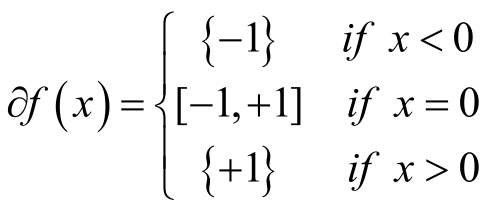 {−1} if x < 0
∂f(x) = { [−1,+1] if x = 0
{+1} if x > 0